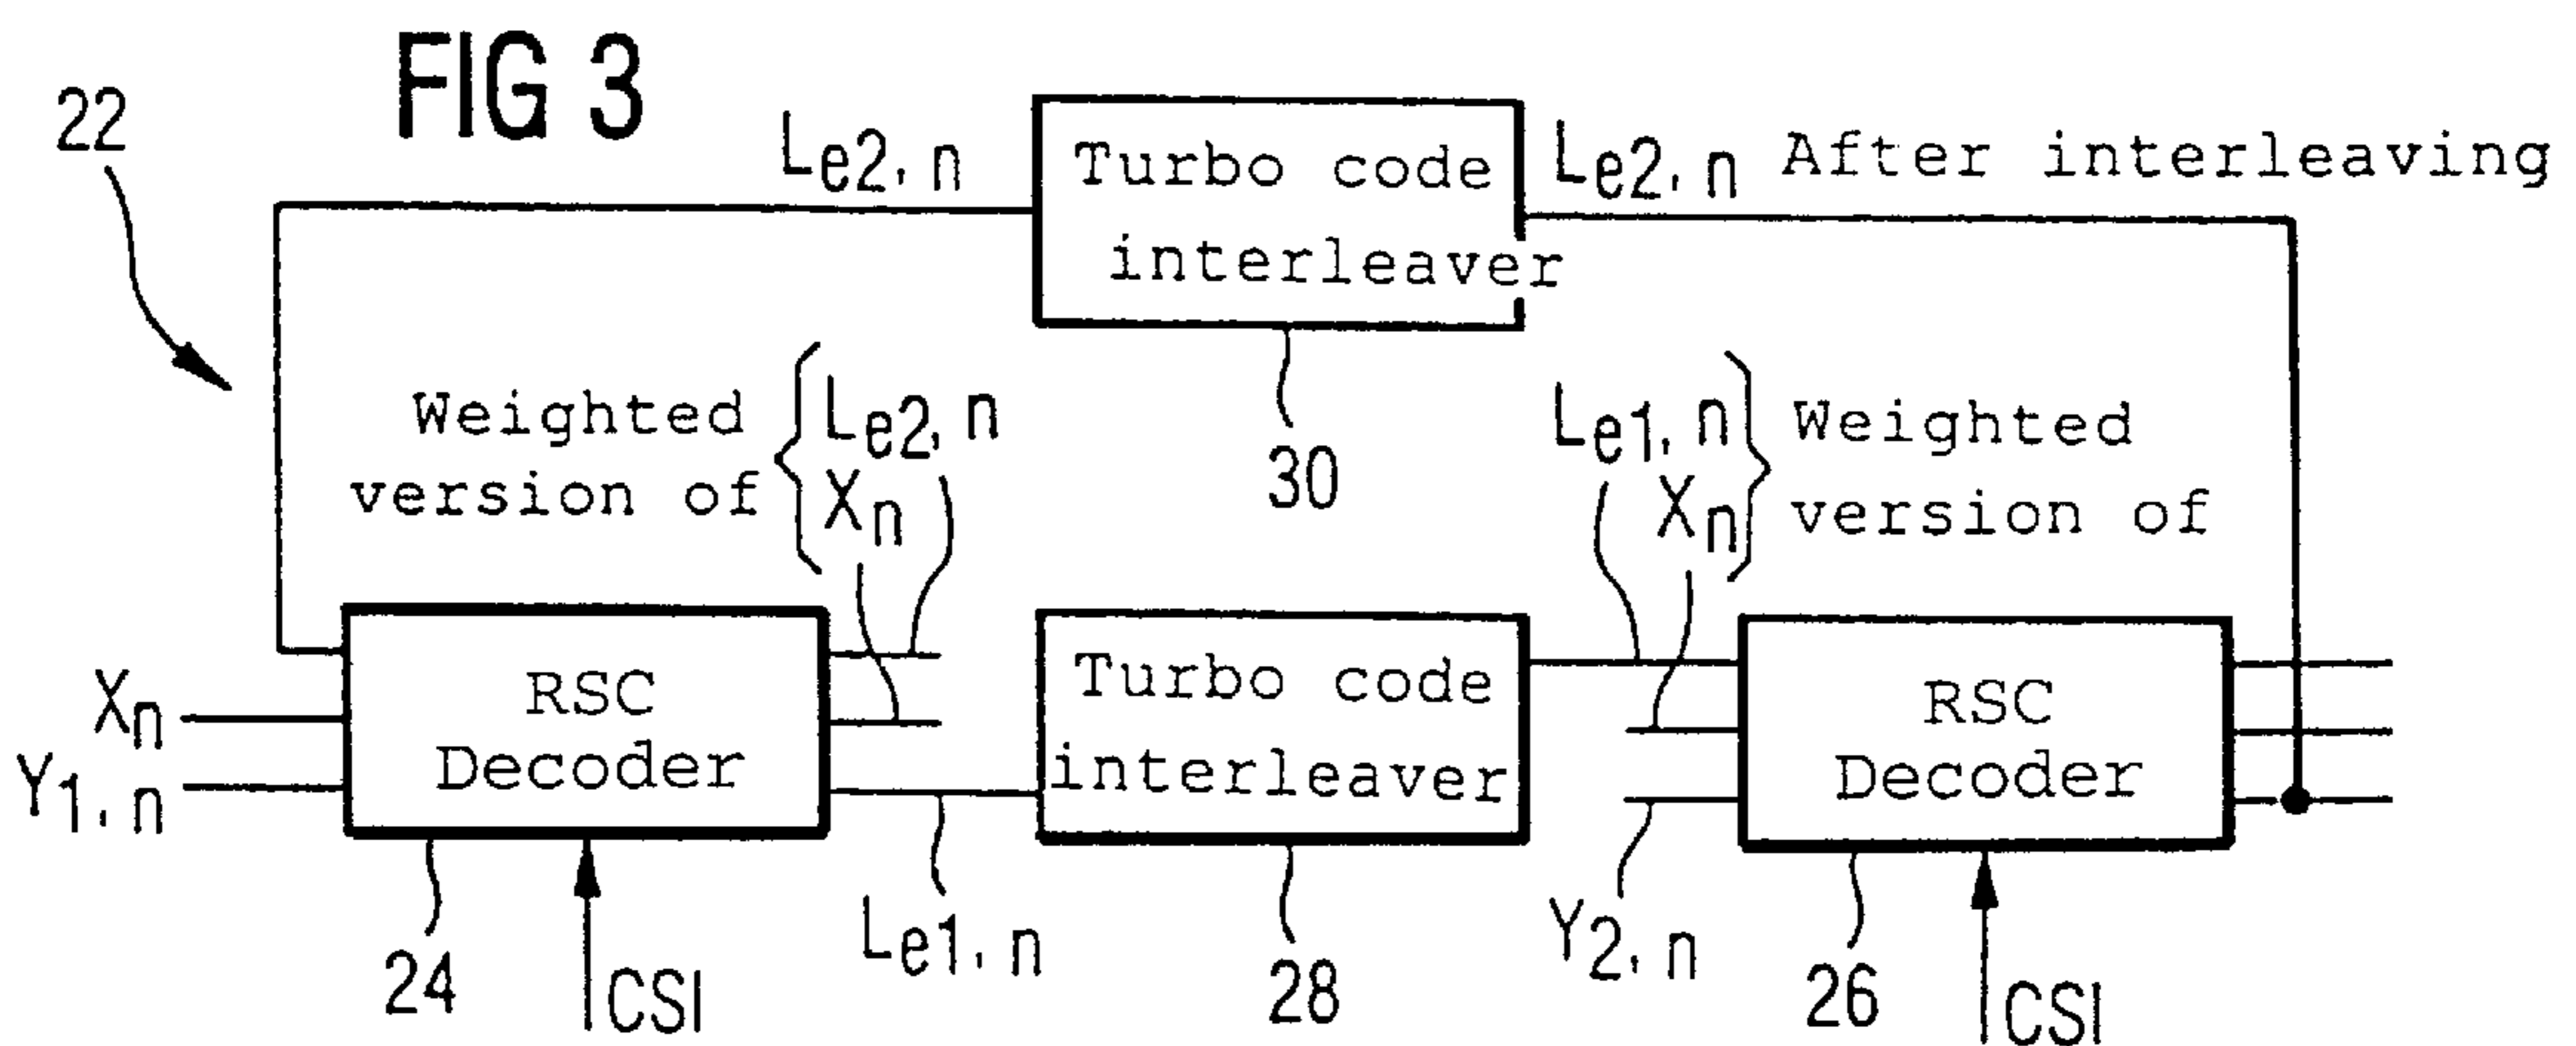 FIG 3
22
Le2, n
Turbo code
interleaver
Le2, n After interleaving
30
Weighted
version of
Le2, n
Xn
Le1, n
Xn
Weighted
version of
Xn
Y1, n
RSC
Decoder
Turbo code
interleaver
RSC
Decoder
24
CSI
Le1, n
28
Y2, n
26
CSI